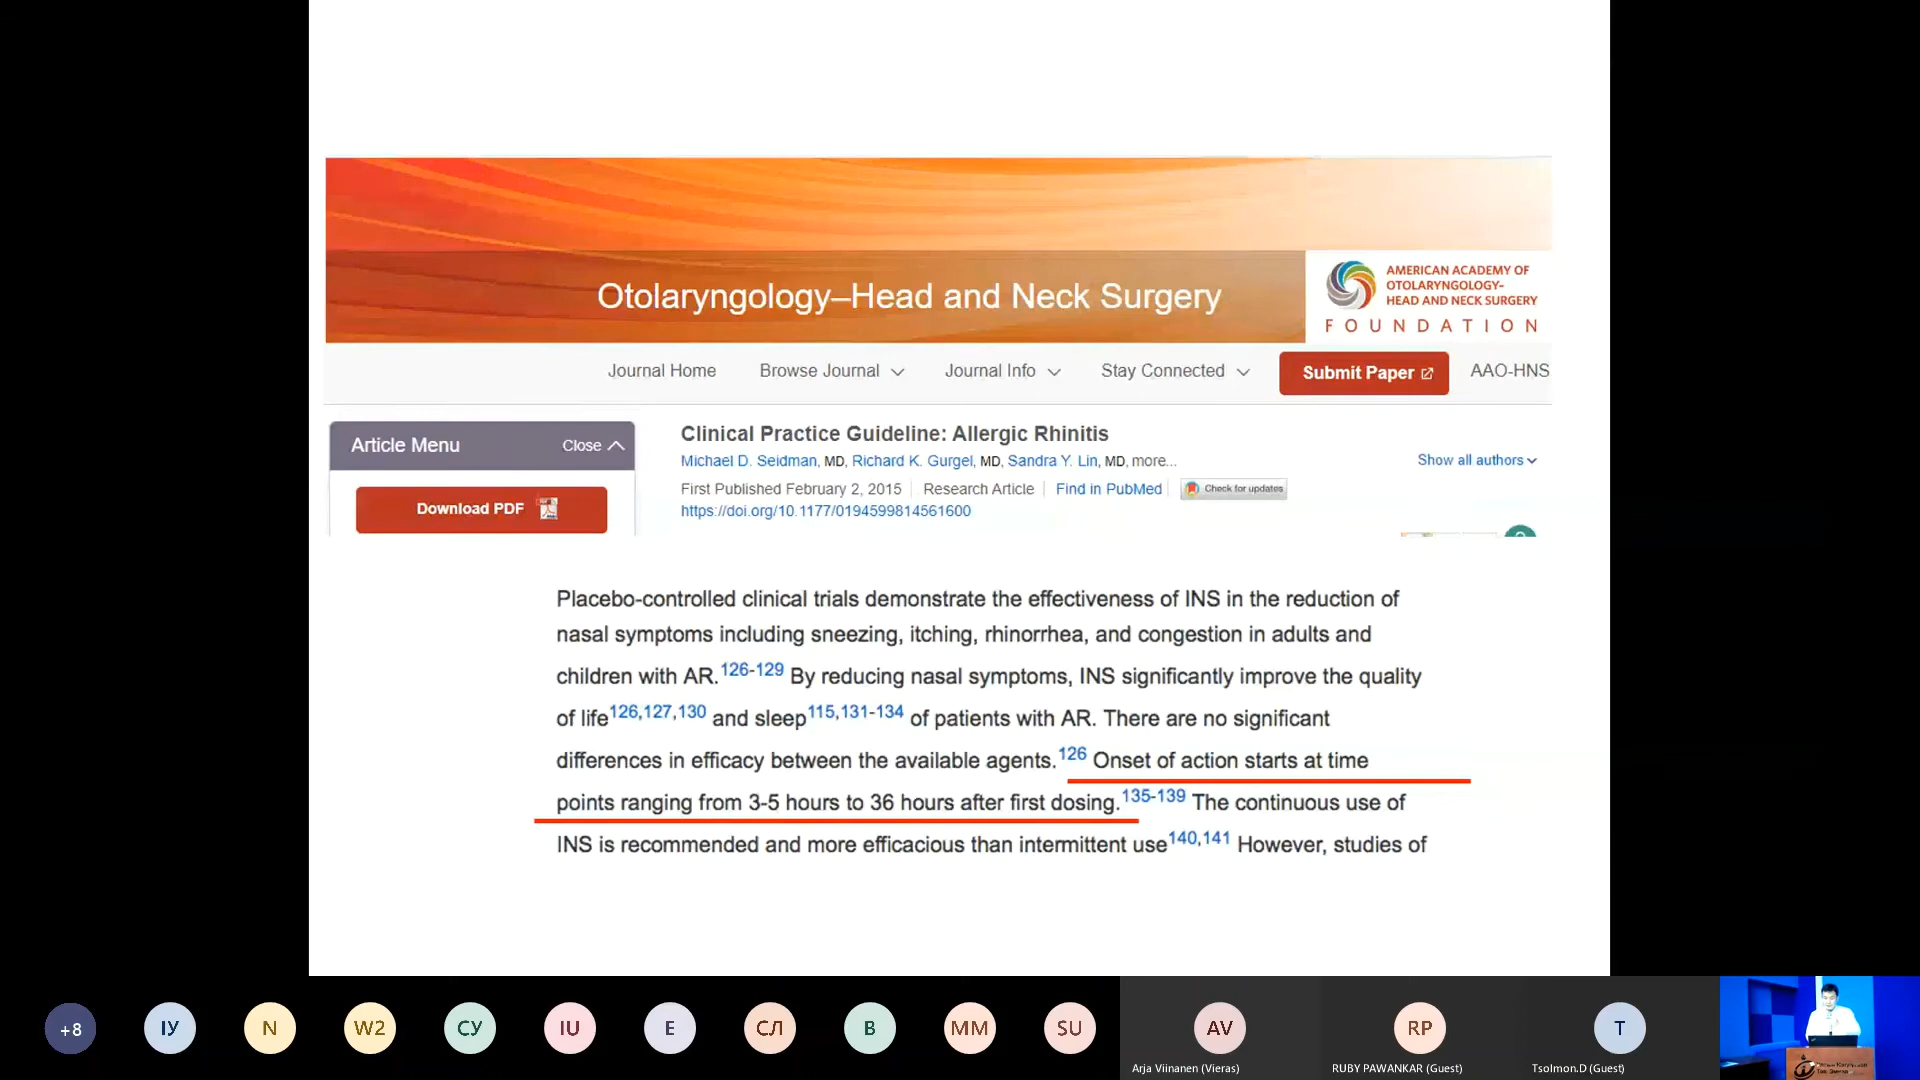 Otolaryngology–Head and Neck Surgery
AMERICAN ACADEMY OF
OTOLARYNGOLOGY–
HEAD AND NECK SURGERY
FOUNDATION
Journal Home Browse Journal Journal Info Stay Connected Submit Paper AAO-HNS
Article Menu Close
Download PDF
Clinical Practice Guideline: Allergic Rhinitis
Michael D. Seidman, MD, Richard K. Gurgel, MD, Sandra Y. Lin, MD, more...
Show all authors
First Published February 2, 2015 Research Article Find in PubMed Check for updates
https://doi.org/10.1177/0194599814561600
Placebo-controlled clinical trials demonstrate the effectiveness of INS in the reduction of
nasal symptoms including sneezing, itching, rhinorrhea, and congestion in adults and
children with AR.126-129 By reducing nasal symptoms, INS significantly improve the quality
of life126,127,130 and sleep115,131-134 of patients with AR. There are no significant
differences in efficacy between the available agents.126 Onset of action starts at time
points ranging from 3-5 hours to 36 hours after first dosing.135-139 The continuous use of
INS is recommended and more efficacious than intermittent use140,141 However, studies of
+8 ІУ N W2 СУ IU E СЛ B MM SU AV RP T
Arja Viinanen (Vieras) RUBY PAWANKAR (Guest) Tsolmon.D (Guest)